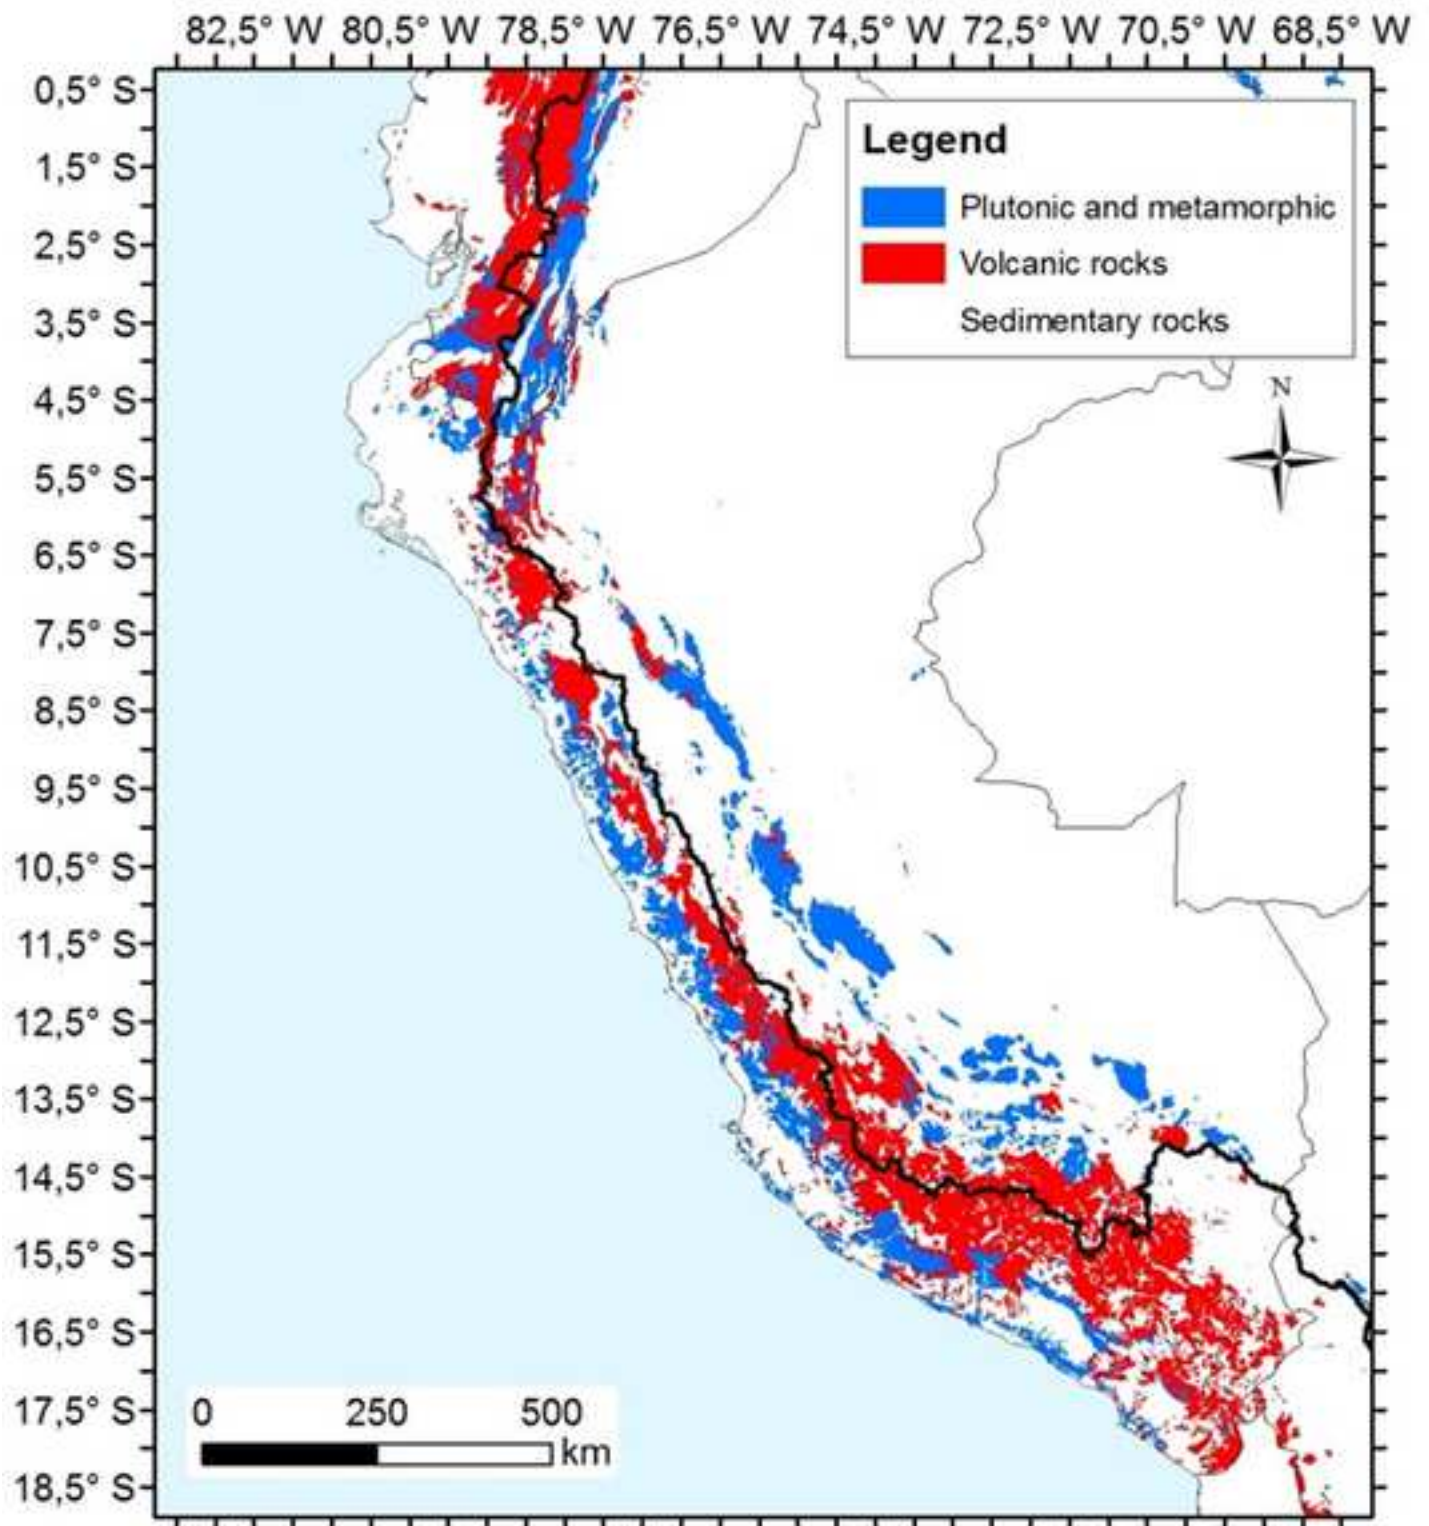 82,5° W 80,5° W 78,5° W 76,5° W 74,5° W 72,5° W 70,5° W 68,5° W
0,5° S
1,5° S
2,5° S
3,5° S
4,5° S
5,5° S
6,5° S
7,5° S
8,5° S
9,5° S
10,5° S
11,5° S
12,5° S
13,5° S
14,5° S
15,5° S
16,5° S
17,5° S
18,5° S
Legend
Plutonic and metamorphic
Volcanic rocks
Sedimentary rocks
N
0 250 500
km